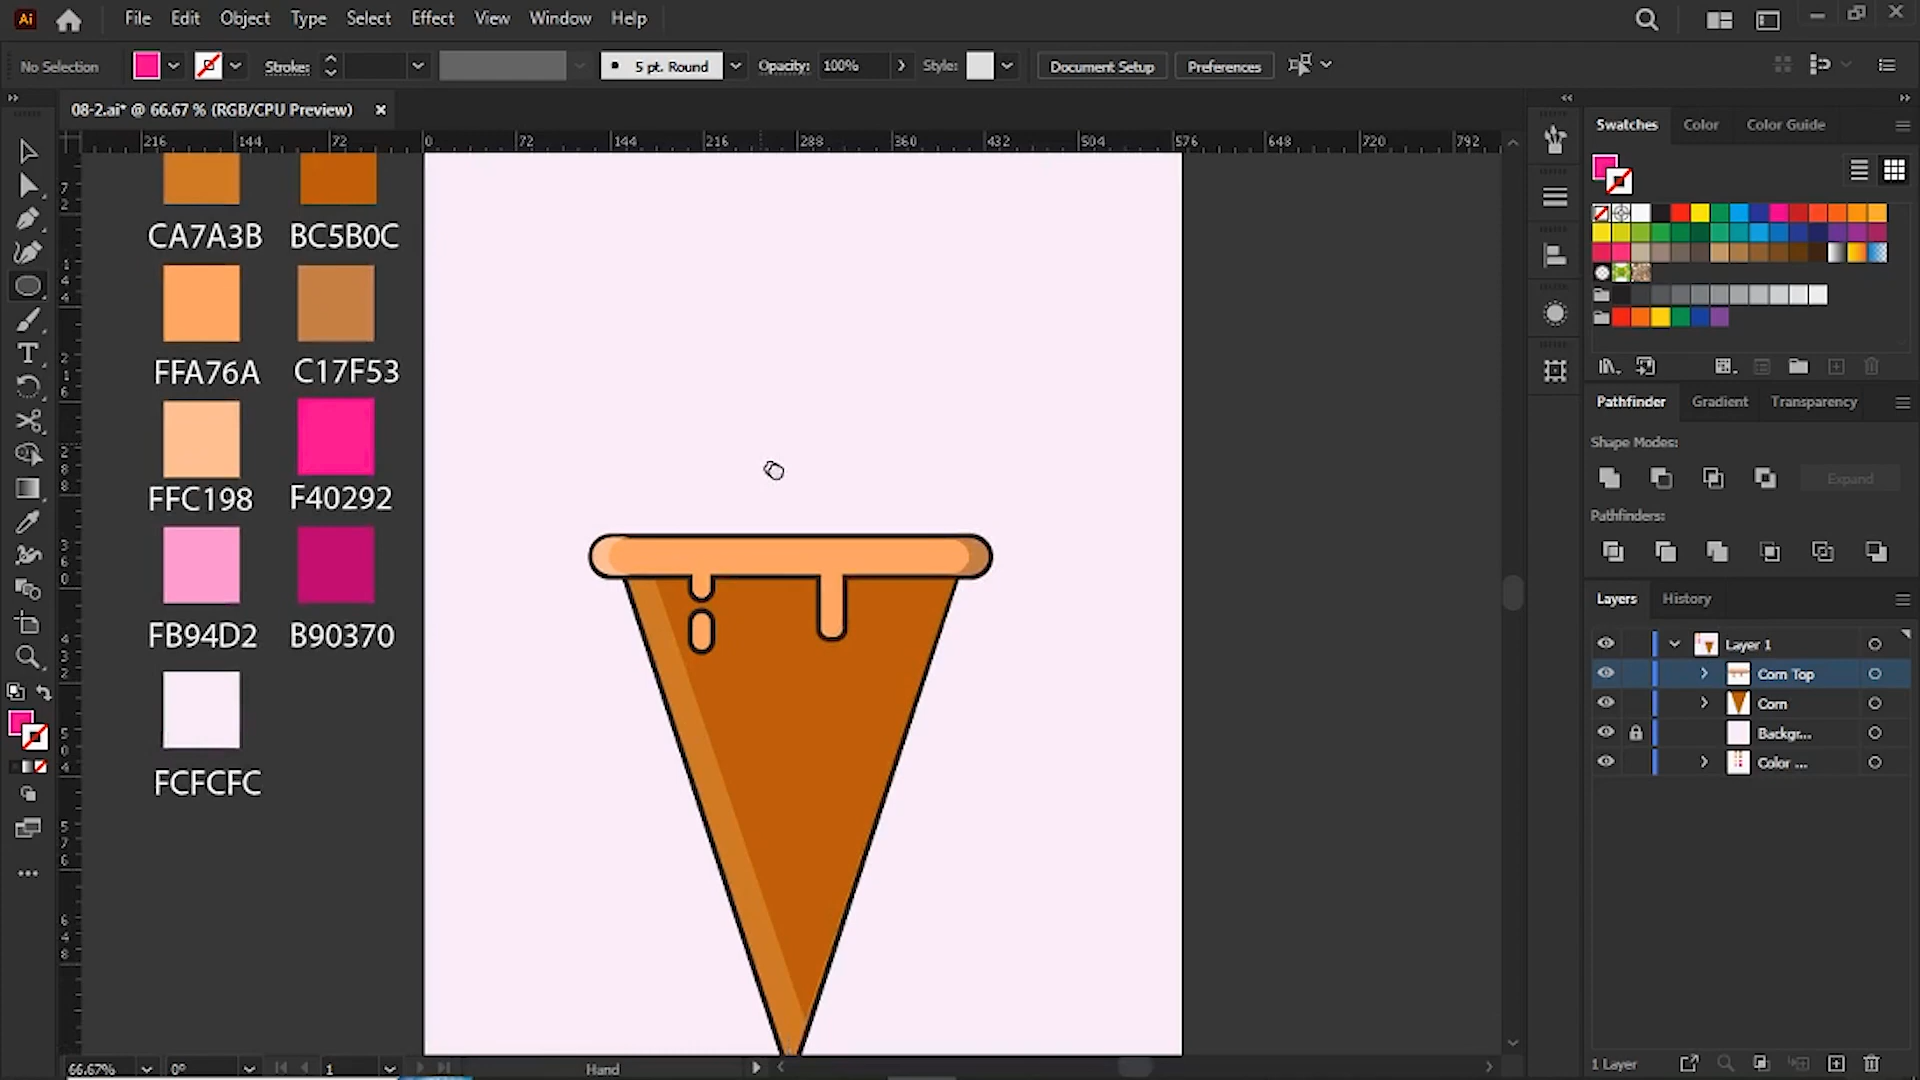 Ai File Edit Object Type Select Effect View Window Help
No Selection Stroke: 5 pt. Round Opacity: 100% Style: Document Setup Preferences
08-2.ai* @ 66.67 % (RGB/CPU Preview)
216 144 72 0 72 144 216 288 360 432 504 576 648 720 792
CA7A3B BC5B0C
FFA76A C17F53
FFC198 F40292
FB94D2 B90370
FCFCFC
Swatches Color Color Guide
Pathfinder Gradient Transparency
Shape Modes:
Expand
Pathfinders:
Layers History
Layer 1
Corn Top
Corn
Backgr...
Color ...
66.67% 0° 1 Hand
1 Layer